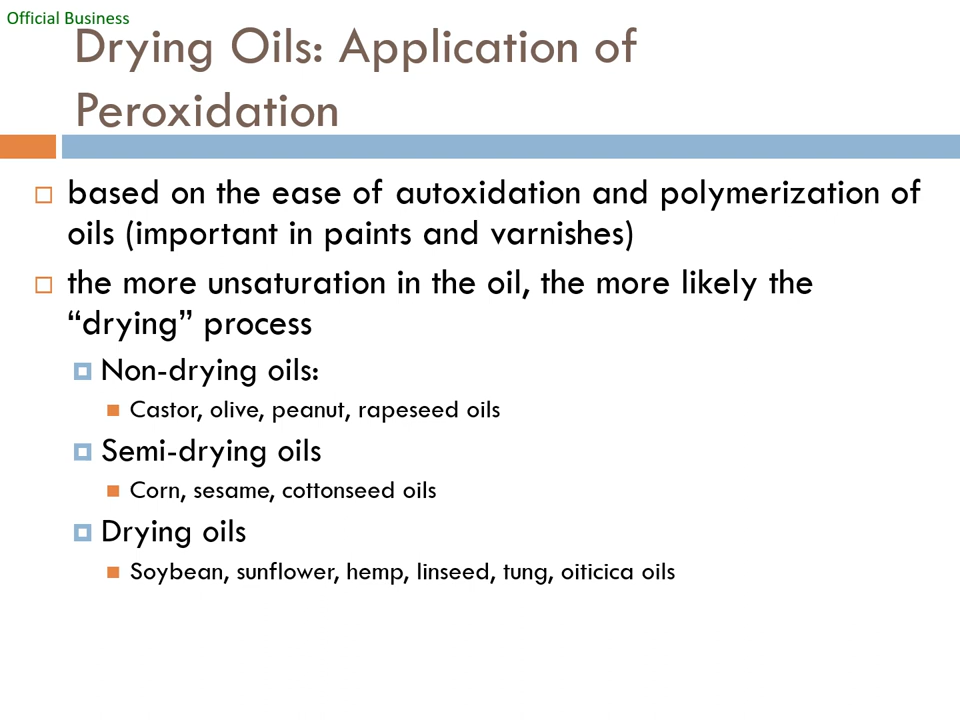 Official Business
Drying Oils: Application of
Peroxidation
based on the ease of autoxidation and polymerization of
oils (important in paints and varnishes)
the more unsaturation in the oil, the more likely the
“drying” process
Non-drying oils:
Castor, olive, peanut, rapeseed oils
Semi-drying oils
Corn, sesame, cottonseed oils
Drying oils
Soybean, sunflower, hemp, linseed, tung, oiticica oils